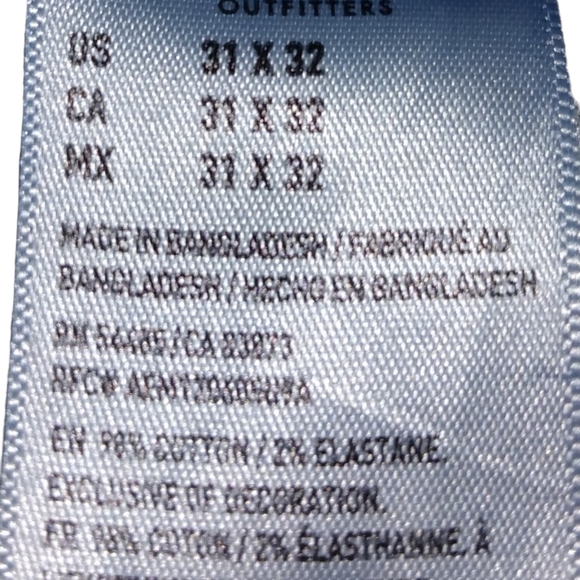 OUTFITTERS
US 31 X 32
CA 31 X 32
MX 31 X 32
MADE IN BANGLADESH / FABRIQUÉ AU
BANGLADESH / HECHO EN BANGLADESH
RN 54485 / CA 03073
RFC#
EN 98% COTTON / 2% ELASTANE.
EXCLUSIVE OF DECORATION.
FR 98% COTON / 2% ÉLASTHANNE. À